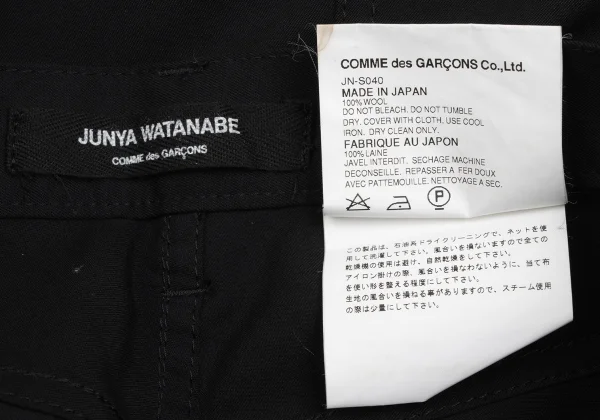 JUNYA WATANABE
COMME des GARÇONS
COMME des GARÇONS Co., Ltd.
JN-S040
MADE IN JAPAN
100% WOOL
DO NOT BLEACH. DO NOT TUMBLE
DRY. COVER WITH CLOTH. USE COOL
IRON. DRY CLEAN ONLY.
FABRIQUE AU JAPON
100% LAINE
JAVEL INTERDIT. SECHAGE MACHINE
DECONSEILLE. REPASSER A FER DOUX
AVEC PATTEMOUILLE. NETTOYAGE A SEC.
P
この製品は、石油系ドライクリーニングで、ネットを使
用して洗濯して下さい。風合いを損ないますので全ての
乾燥機の使用は避け。自然乾燥をして下さい。
アイロン掛けの際、風合いを損なわないように、当て布
を使い形を整える程度にして下さい。
生地の風合いを損ねる事がありますので、スチーム使用
の際は少量にして下さい。